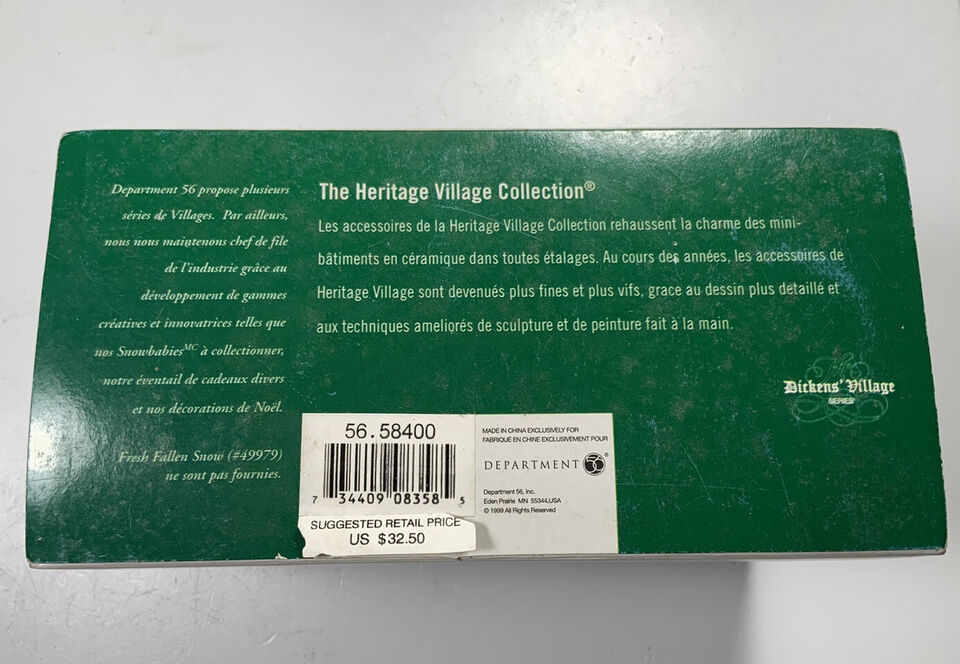 Department 56 propose plusieurs
séries de Villages. Par ailleurs,
nous nous maintenons chef de file
de l'industrie grâce au
développement de gammes
créatives et innovatrices telles que
nos Snowbabies MC à collectionner,
notre éventail de cadeaux divers
et nos décorations de Noël.
Fresh Fallen Snow (#49979)
ne sont pas fournies.
The Heritage Village Collection®
Les accessoires de la Heritage Village Collection rehaussent la charme des mini-
bâtiments en céramique dans toutes étalages. Au cours des années, les accessoires de
Heritage Village sont devenués plus fines et plus vifs, grace au dessin plus detaillé et
aux techniques ameliorés de sculpture et de peinture fait à la main.
The
Dickens' Village
SERIES
56.58400
7 34409 08358 5
SUGGESTED RETAIL PRICE
US $32.50
MADE IN CHINA EXCLUSIVELY FOR
FABRIQUÉ EN CHINE EXCLUSIVEMENT POUR
DEPARTMENT 56
Department 56, Inc.
Eden Prairie MN 55344,USA
© 1999 All Rights Reserved